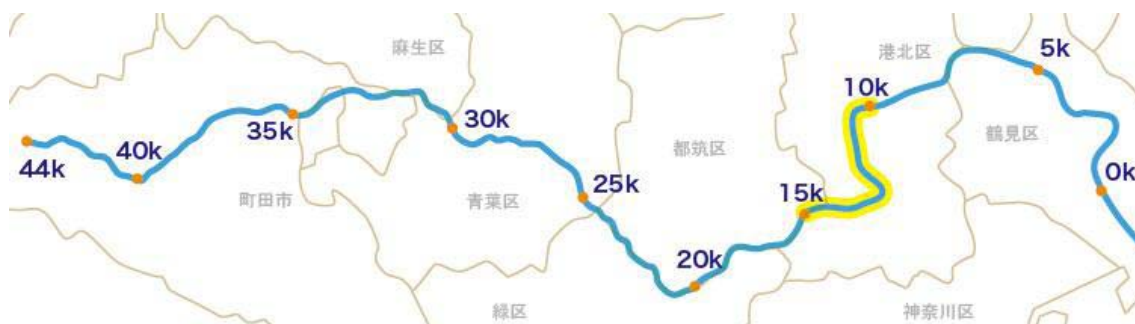 麻生区
港北区
5k
10k
30k
35k
鶴見区
40k
都筑区
44k
0k
25k
町田市
青葉区
15k
20k
緑区
神奈川区